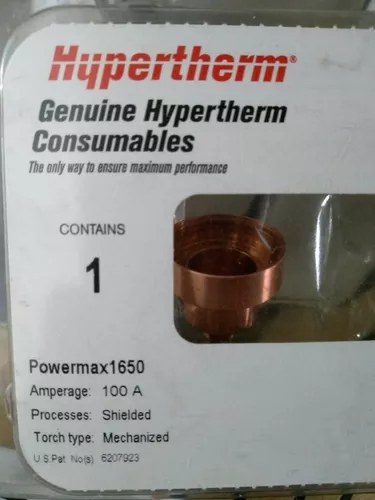 Hypertherm®
Genuine Hypertherm
Consumables
The only way to ensure maximum performance
CONTAINS
1
Powermax1650
Amperage: 100 A
Processes: Shielded
Torch type: Mechanized
U.S.Pat. No(s). 6207923